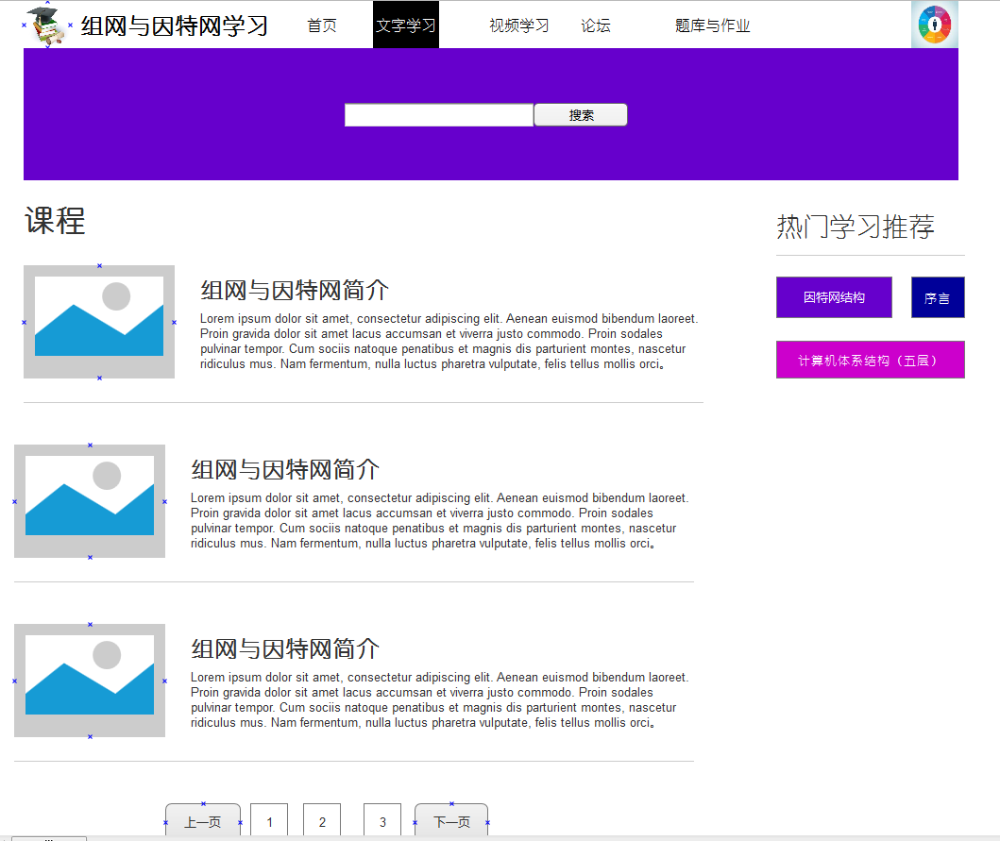 组网与因特网学习 首页 文字学习 视频学习 论坛 题库与作业
搜索
课程
组网与因特网简介
Lorem ipsum dolor sit amet, consectetur adipiscing elit. Aenean euismod bibendum laoreet.
Proin gravida dolor sit amet lacus accumsan et viverra justo commodo. Proin sodales
pulvinar tempor. Cum sociis natoque penatibus et magnis dis parturient montes, nascetur
ridiculus mus. Nam fermentum, nulla luctus pharetra vulputate, felis tellus mollis orci。
组网与因特网简介
Lorem ipsum dolor sit amet, consectetur adipiscing elit. Aenean euismod bibendum laoreet.
Proin gravida dolor sit amet lacus accumsan et viverra justo commodo. Proin sodales
pulvinar tempor. Cum sociis natoque penatibus et magnis dis parturient montes, nascetur
ridiculus mus. Nam fermentum, nulla luctus pharetra vulputate, felis tellus mollis orci。
组网与因特网简介
Lorem ipsum dolor sit amet, consectetur adipiscing elit. Aenean euismod bibendum laoreet.
Proin gravida dolor sit amet lacus accumsan et viverra justo commodo. Proin sodales
pulvinar tempor. Cum sociis natoque penatibus et magnis dis parturient montes, nascetur
ridiculus mus. Nam fermentum, nulla luctus pharetra vulputate, felis tellus mollis orci。
上一页 1 2 3 下一页
热门学习推荐
因特网结构 序言
计算机体系结构（五层）